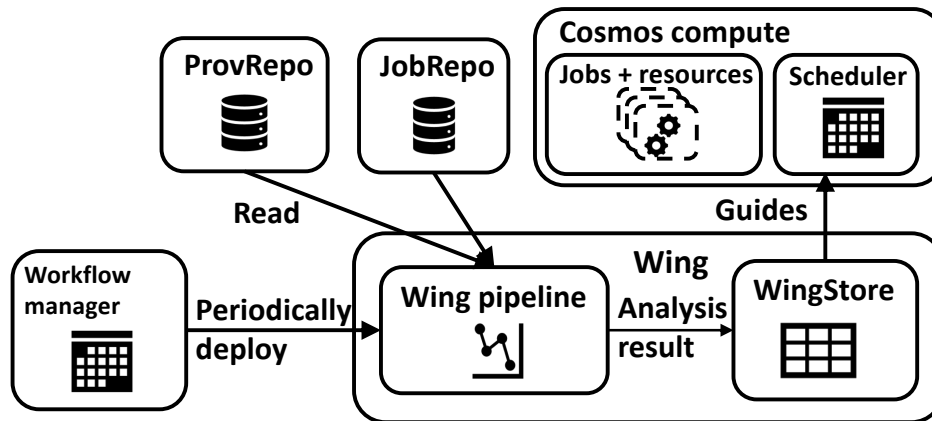 Cosmos compute
ProvRepo
JobRepo
Jobs + resources
Scheduler
Read
Guides
Workflow
manager
Periodically
deploy
Wing
Wing pipeline
Analysis
result
WingStore